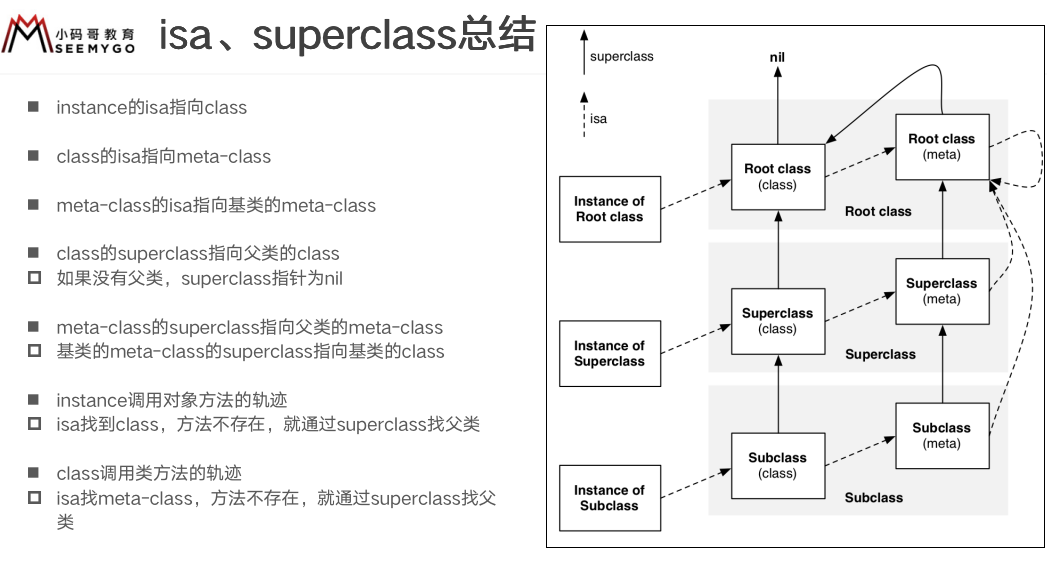 小码哥教育
SEEMYGO
isa、superclass总结
instance的isa指向class
class的isa指向meta-class
meta-class的isa指向基类的meta-class
class的superclass指向父类的class
如果没有父类，superclass指针为nil
meta-class的superclass指向父类的meta-class
基类的meta-class的superclass指向基类的class
instance调用对象方法的轨迹
isa找到class，方法不存在，就通过superclass找父类
class调用类方法的轨迹
isa找meta-class，方法不存在，就通过superclass找父
类
superclass
isa
nil
Root class
(meta)
Root class
(class)
Instance of
Root class
Root class
Superclass
(meta)
Superclass
(class)
Instance of
Superclass
Superclass
Subclass
(meta)
Subclass
(class)
Instance of
Subclass
Subclass